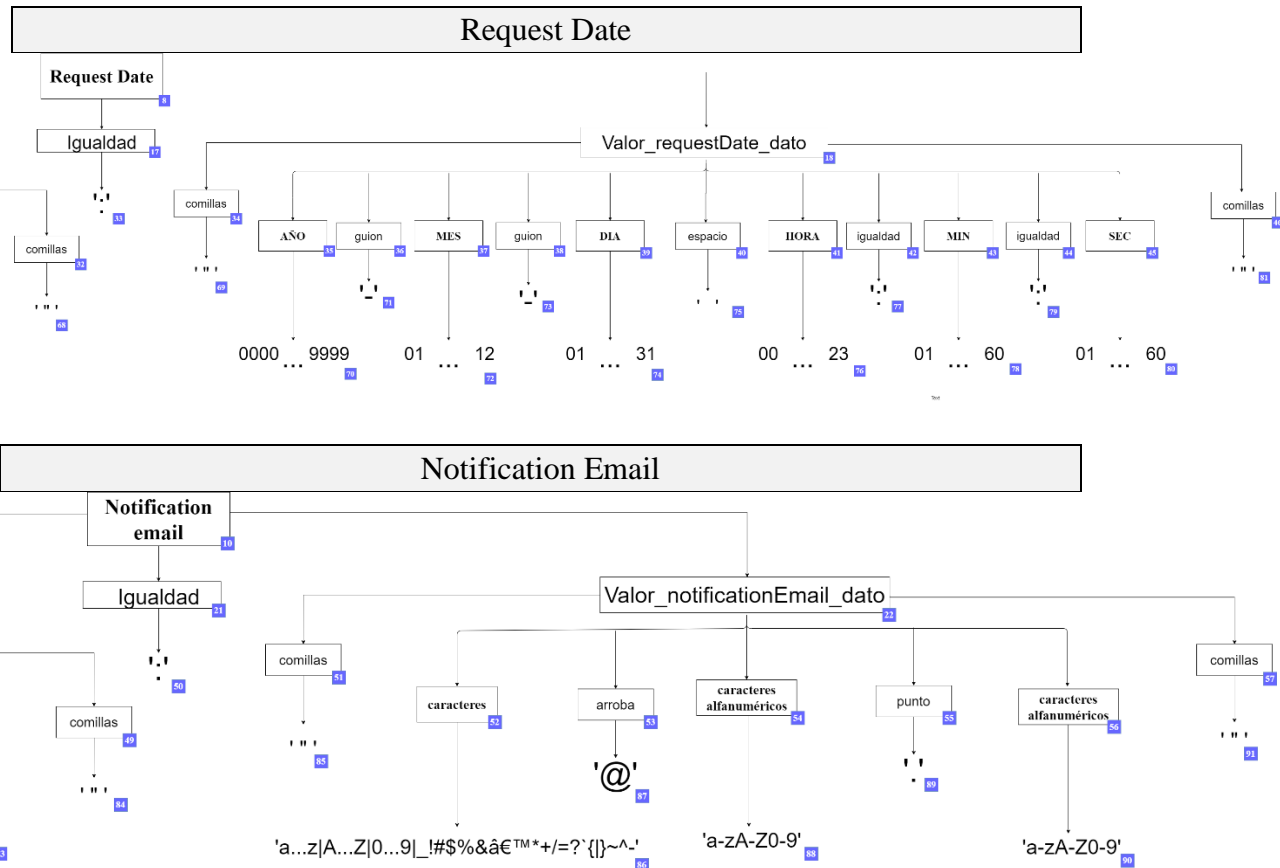 Request Date
Request Date
8
Igualdad
17
':'
33
Valor_requestDate_dato
18
comillas
32
' " '
68
comillas
34
' " '
69
AÑO
35
guion
36
MES
37
guion
38
DIA
39
espacio
40
HORA
41
igualdad
42
MIN
43
igualdad
44
SEC
45
comillas
46
' " '
81
'-'
71
'-'
73
' '
75
':'
77
':'
79
0000 ... 9999
70
01 ... 12
72
01 ... 31
74
00 ... 23
76
01 ... 60
78
01 ... 60
80
Text
Notification Email
Notification
email
10
Igualdad
21
':'
50
Valor_notificationEmail_dato
22
comillas
49
' " '
84
comillas
51
' " '
85
caracteres
52
arroba
53
caracteres
alfanuméricos
54
punto
55
caracteres
alfanuméricos
56
comillas
57
' " '
91
'@'
87
'.'
89
'a...z|A...Z|0...9|_!#$%&â€™*+/=?`{|}~^-'
86
'a-zA-Z0-9'
88
'a-zA-Z0-9'
90